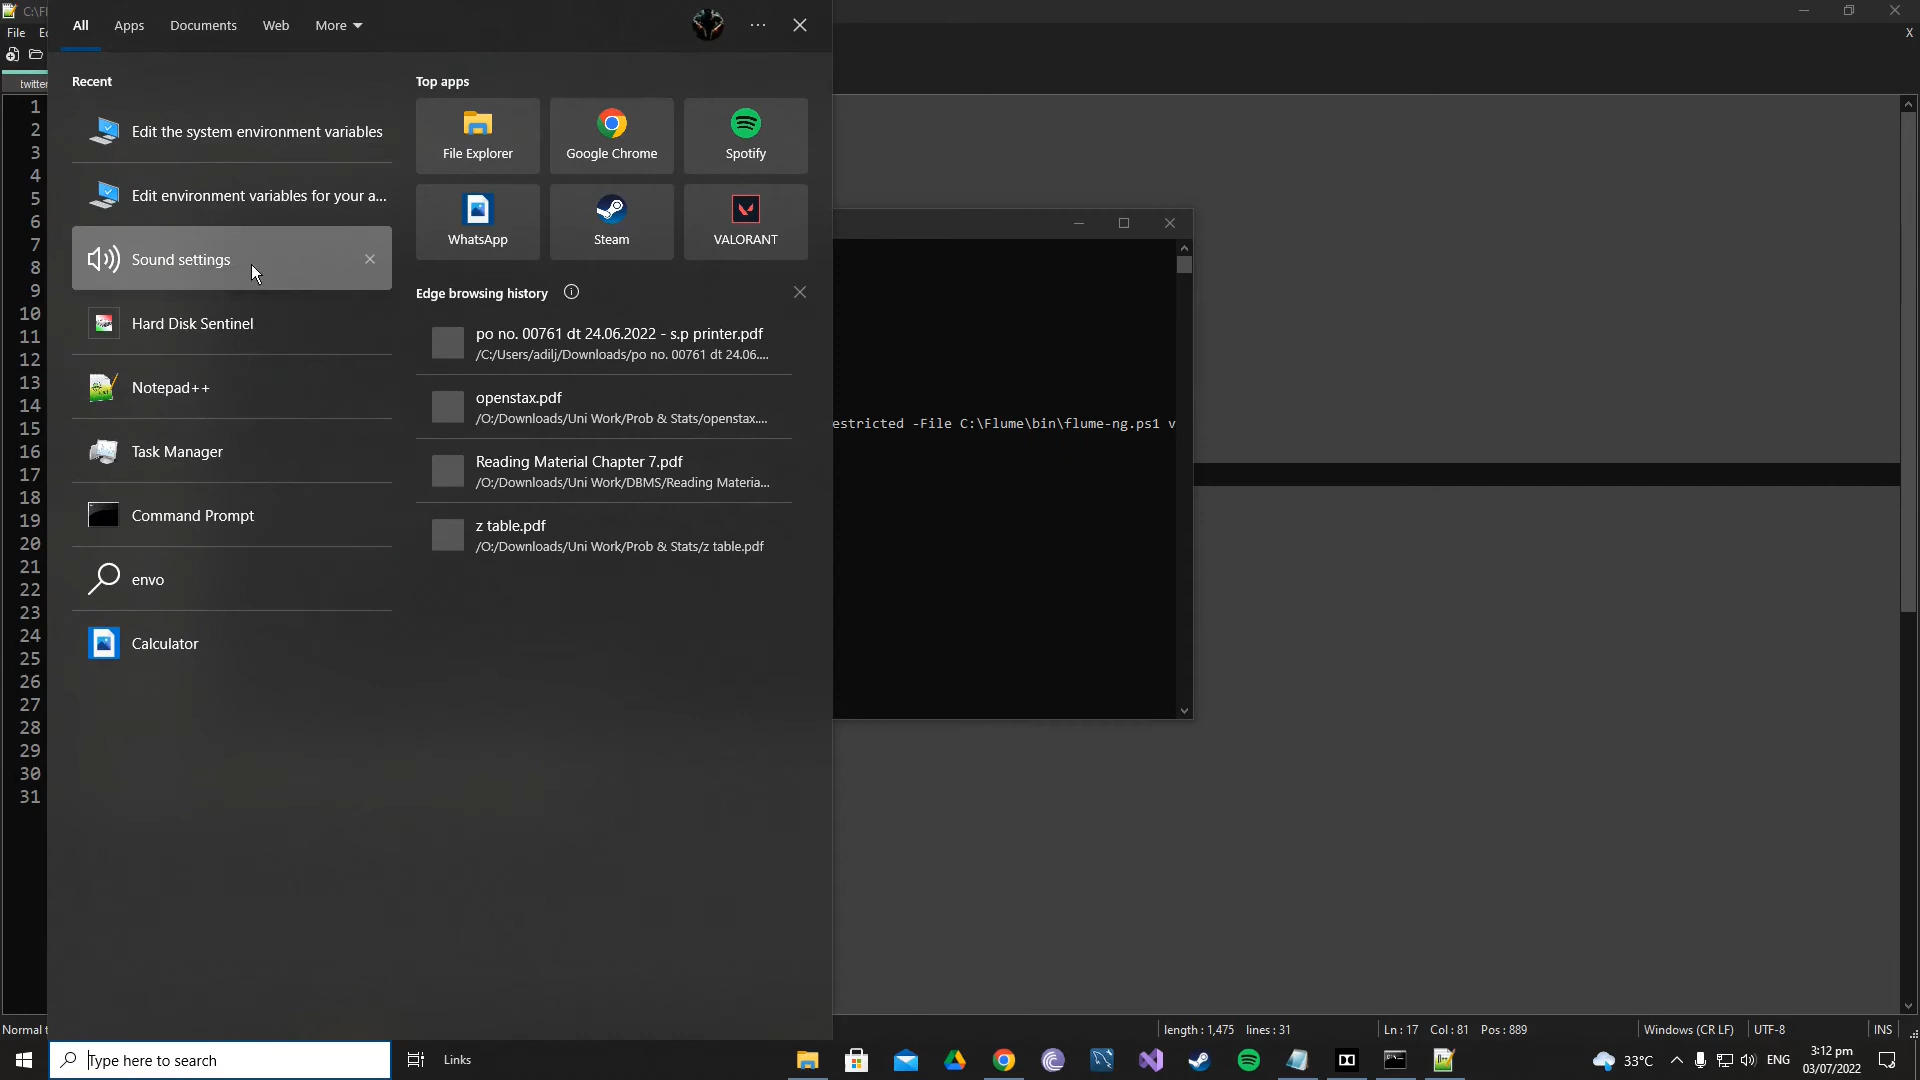 C:\Fl
File
All Apps Documents Web More
X
twitter
Recent
Edit the system environment variables
Edit environment variables for your a...
Sound settings
Hard Disk Sentinel
Notepad++
Task Manager
Command Prompt
envo
Calculator
Top apps
File Explorer
Google Chrome
Spotify
WhatsApp
Steam
VALORANT
Edge browsing history
po no. 00761 dt 24.06.2022 - s.p printer.pdf
/C:/Users/adilj/Downloads/po no. 00761 dt 24.06....
openstax.pdf
/O:/Downloads/Uni Work/Prob & Stats/openstax....
Reading Material Chapter 7.pdf
/O:/Downloads/Uni Work/DBMS/Reading Materia...
z table.pdf
/O:/Downloads/Uni Work/Prob & Stats/z table.pdf
estricted -File C:\Flume\bin\flume-ng.ps1 v
1
2
3
4
5
6
7
8
9
10
11
12
13
14
15
16
17
18
19
20
21
22
23
24
25
26
27
28
29
30
31
Normal t
length : 1,475 lines : 31
Ln : 17 Col : 81 Pos : 889
Windows (CR LF)
UTF-8
INS
Type here to search
Links
33°C
ENG
3:12 pm
03/07/2022